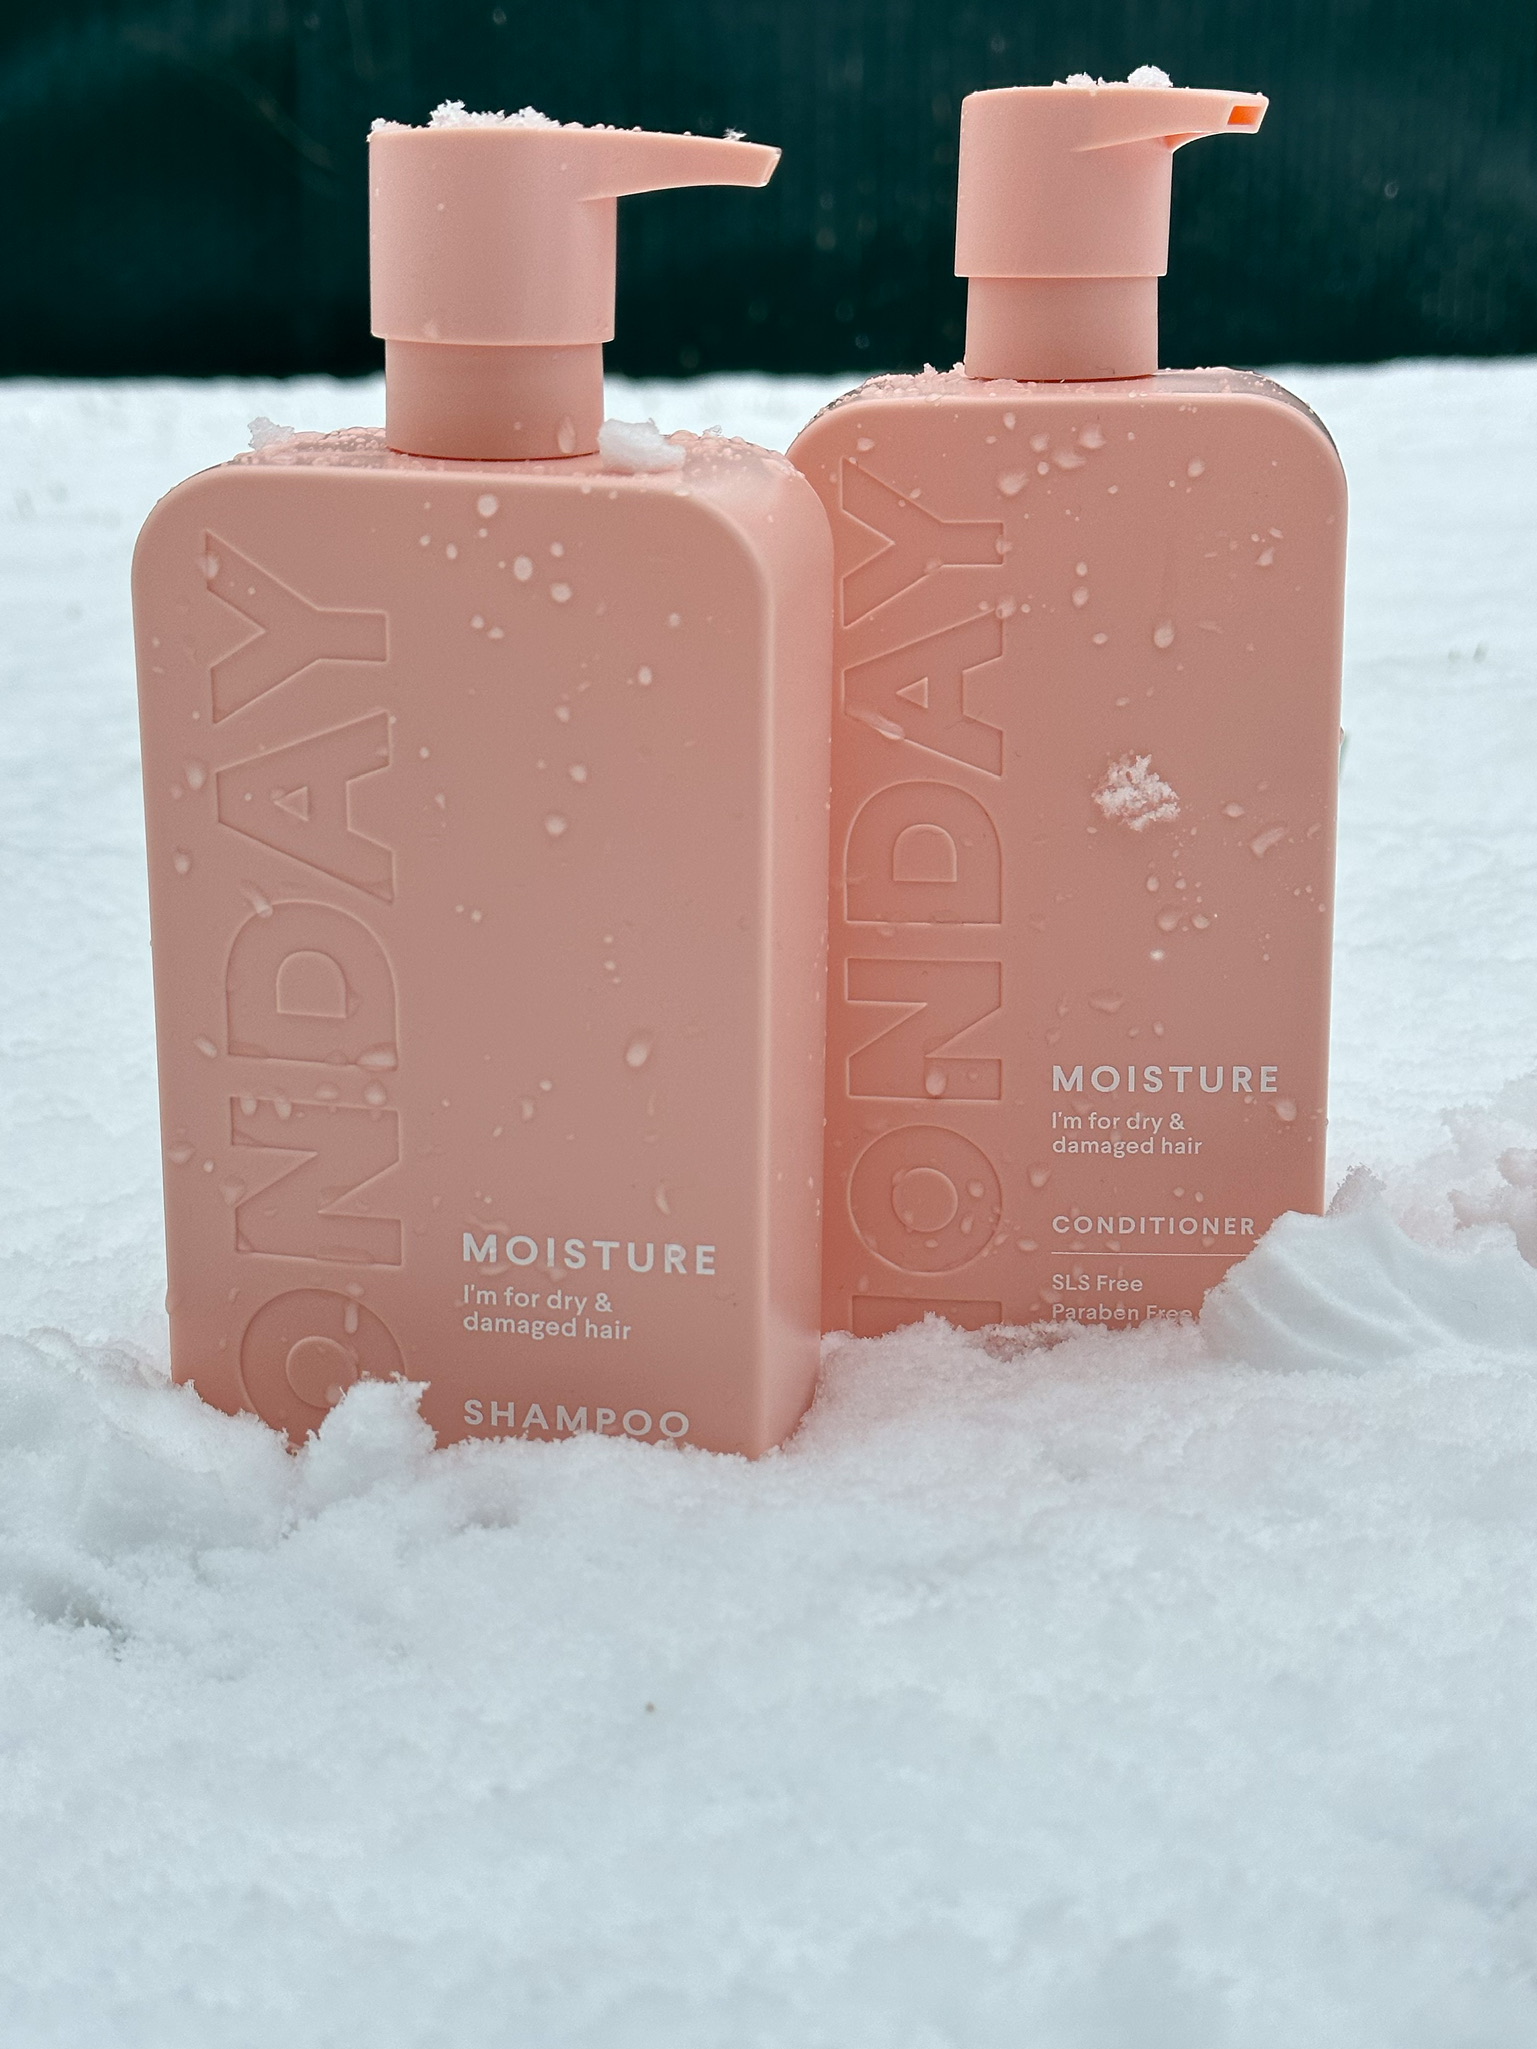 ONDAY
MOISTURE
I'm for dry &
damaged hair
SHAMPOO
ONDAY
MOISTURE
I'm for dry &
damaged hair
CONDITIONER
SLS Free
Paraben Free